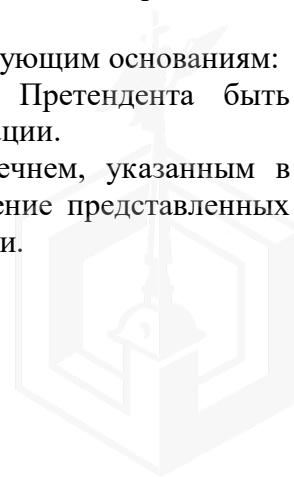 ующим основаниям:
Претендента быть
ации.
ечнем, указанным в
ение представленных
и.